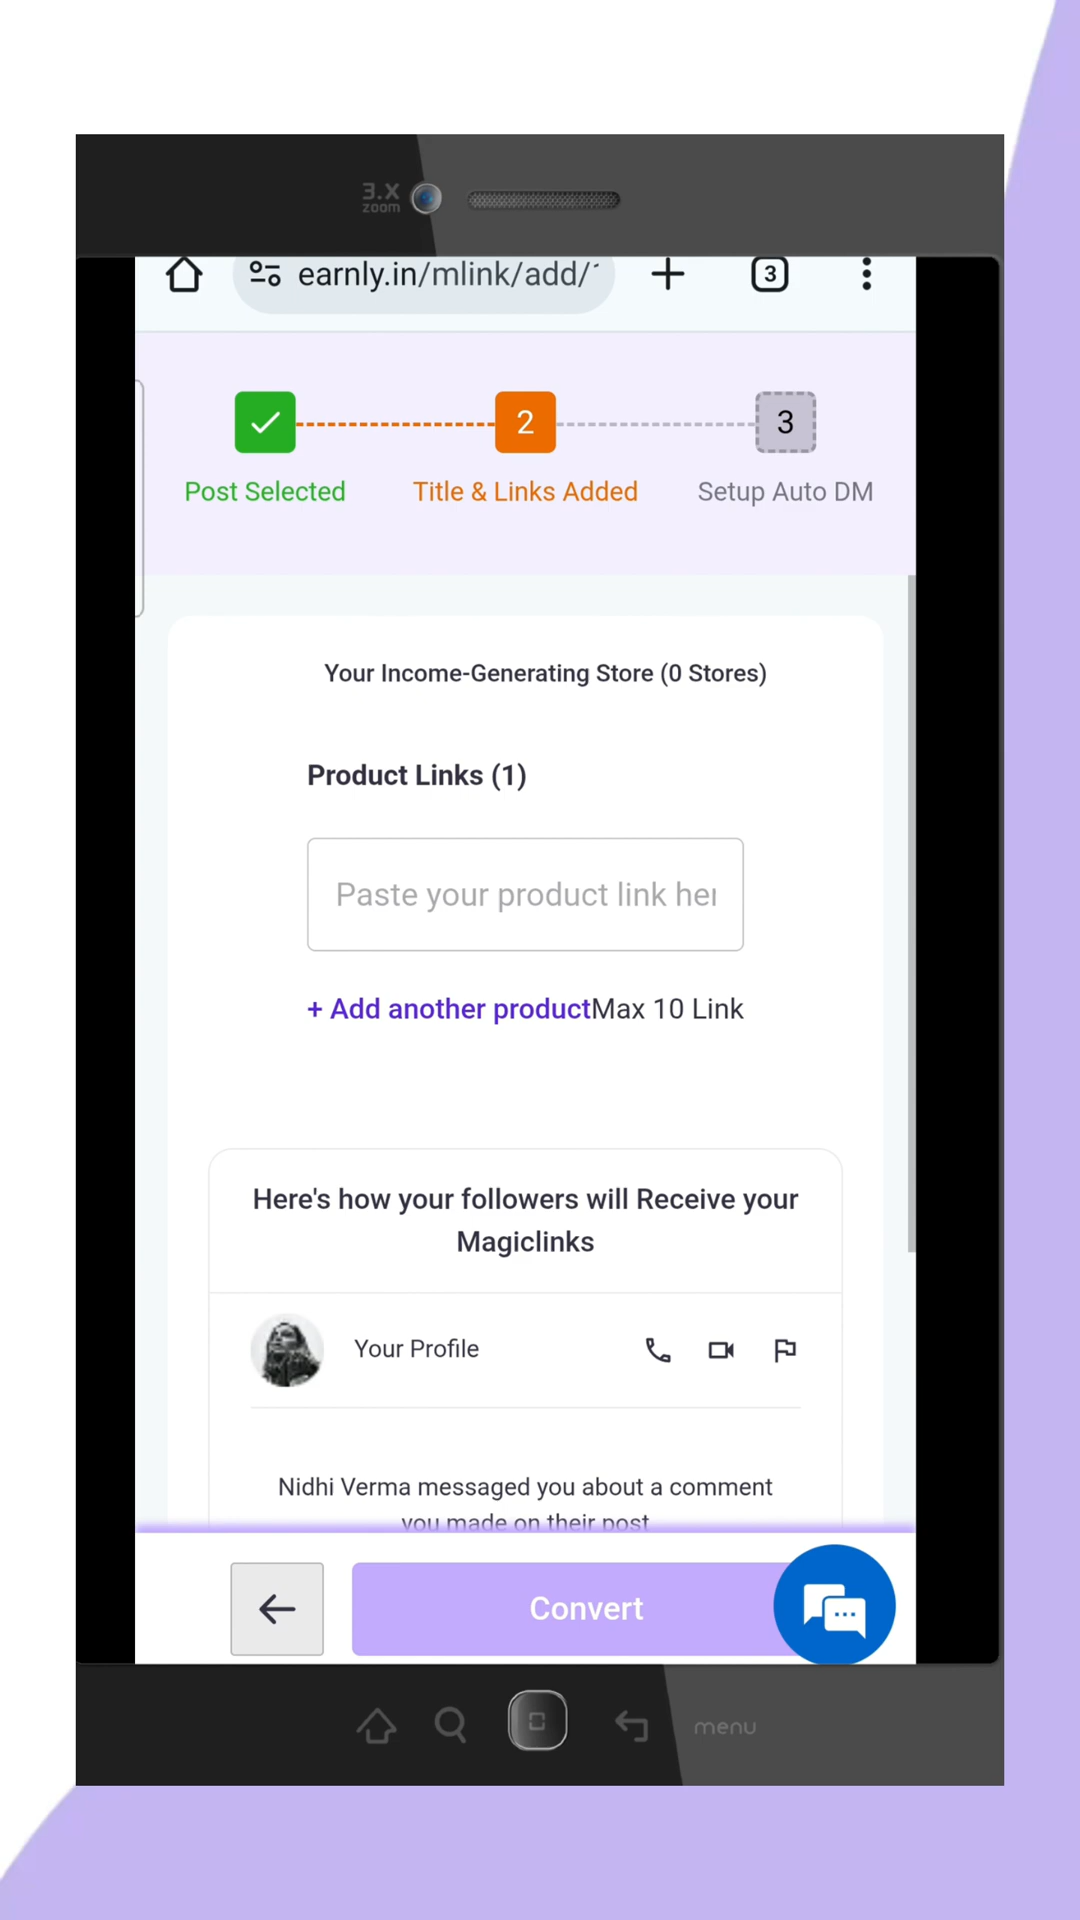 3.X
zoom
earnly.in/mlink/add/
3
2
3
Post Selected
Title & Links Added
Setup Auto DM
Your Income-Generating Store (0 Stores)
Product Links (1)
Paste your product link her
+ Add another productMax 10 Link
Here's how your followers will Receive your
Magiclinks
Your Profile
Nidhi Verma messaged you about a comment
you made on their post
Convert
menu